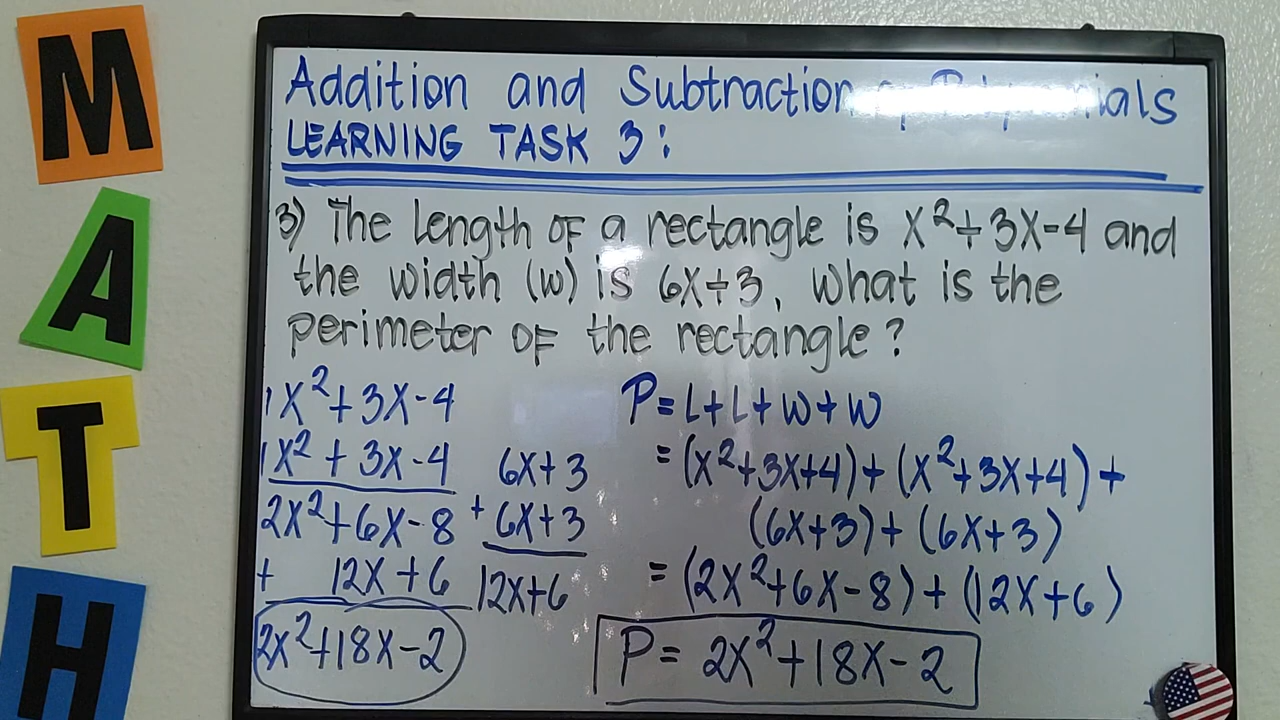 MATH
Addition and Subtraction of Polynomials
LEARNING TASK 3:
3) The length of a rectangle is x²+3x-4 and
the width (w) is 6x+3. What is the
perimeter of the rectangle?
1x²+3x-4
1x²+3x-4
2x²+6x-8
+ 12x+6
2x²+18x-2
6x+3
+ 6x+3
12x+6
P=L+L+W+W
=(x²+3x+4)+(x²+3x+4)+
(6x+3)+(6x+3)
=(2x²+6x-8)+(12x+6)
P= 2x²+18x-2